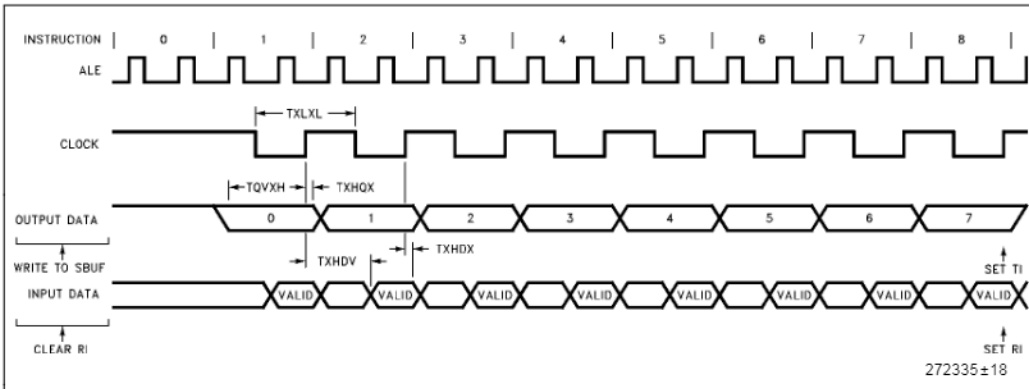 INSTRUCTION | 0 | 1 | 2 | 3 | 4 | 5 | 6 | 7 | 8 |
ALE
TXLXL
CLOCK
TQVXH TXHQX
OUTPUT DATA 0 1 2 3 4 5 6 7
WRITE TO SBUF TXHDV TXHDX SET TI
INPUT DATA VALID VALID VALID VALID VALID VALID VALID VALID
CLEAR RI SET RI
272335±18